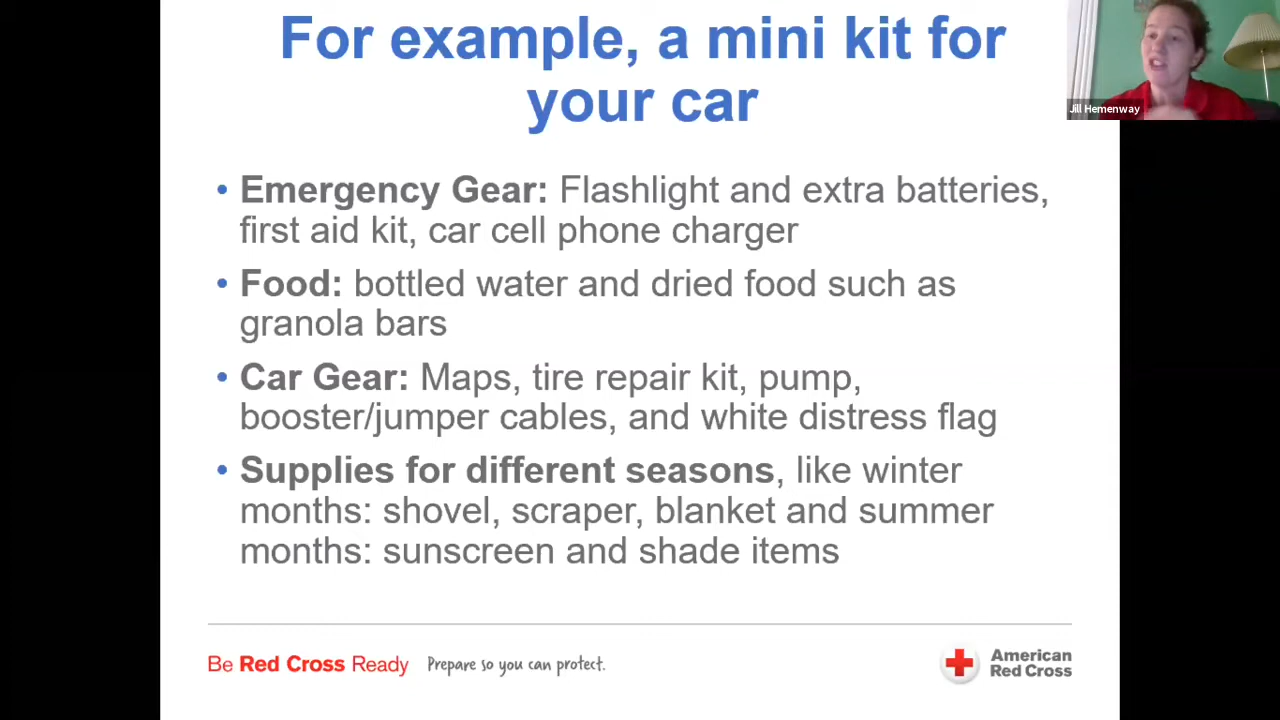 For example, a mini kit for
your car
Jill Hemenway
• Emergency Gear: Flashlight and extra batteries,
first aid kit, car cell phone charger
• Food: bottled water and dried food such as
granola bars
• Car Gear: Maps, tire repair kit, pump,
booster/jumper cables, and white distress flag
• Supplies for different seasons, like winter
months: shovel, scraper, blanket and summer
months: sunscreen and shade items
Be Red Cross Ready Prepare so you can protect.
American
Red Cross